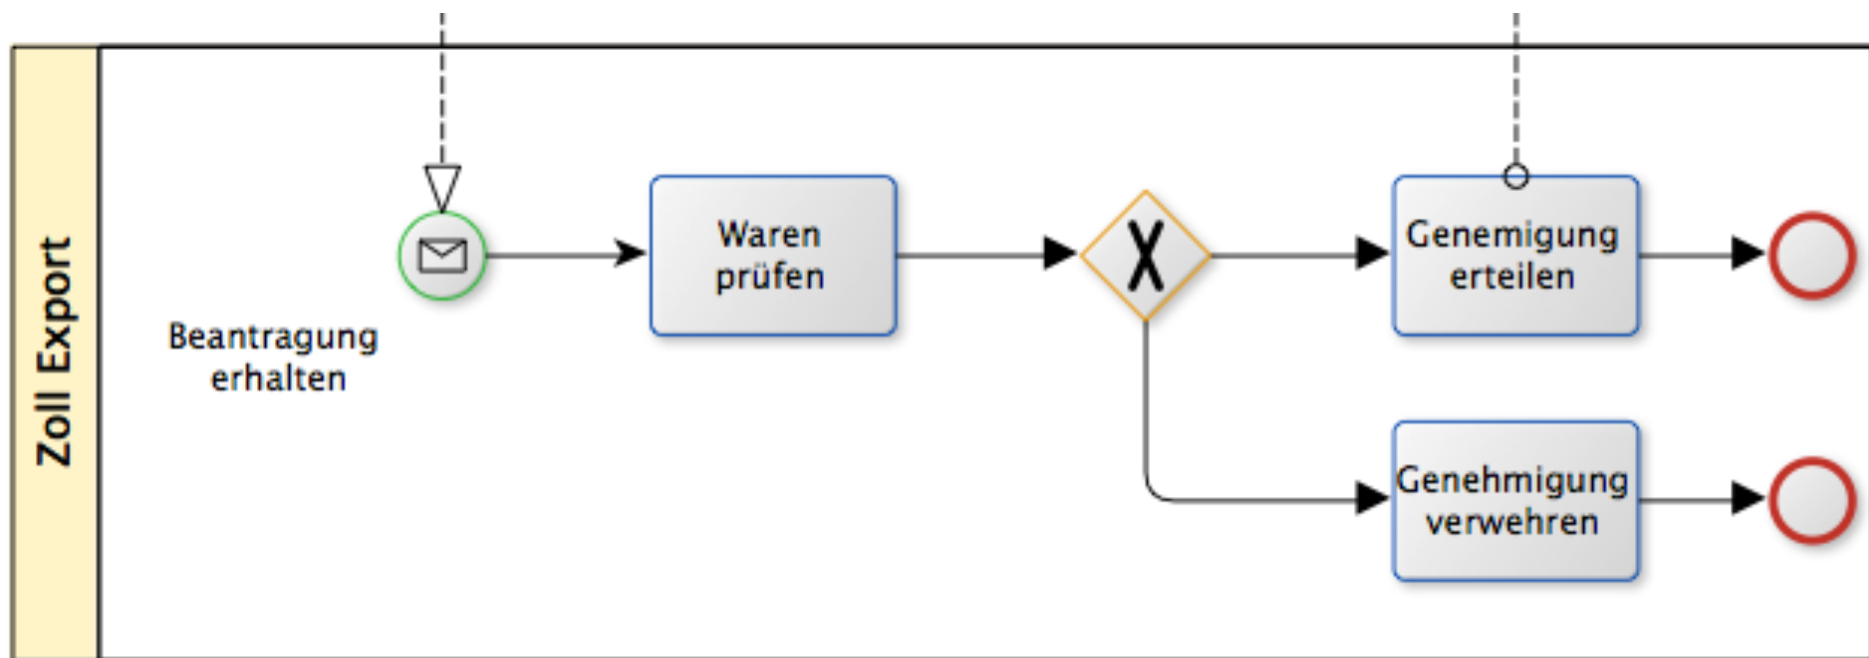 Zoll Export
Beantragung
erhalten
Waren
prüfen
Genemigung
erteilen
Genehmigung
verwehren